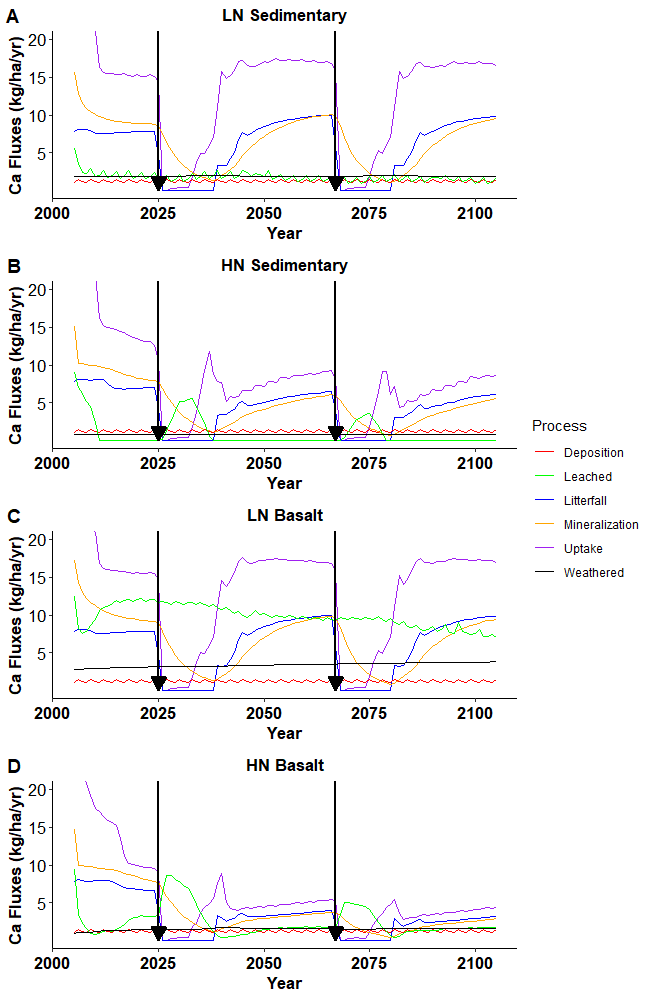 A
LN Sedimentary
Ca Fluxes (kg/ha/yr)
20
15
10
5
2000
2025
2050
2075
2100
Year
B
HN Sedimentary
Ca Fluxes (kg/ha/yr)
20
15
10
5
2000
2025
2050
2075
2100
Year
C
LN Basalt
Ca Fluxes (kg/ha/yr)
20
15
10
5
2000
2025
2050
2075
2100
Year
D
HN Basalt
Ca Fluxes (kg/ha/yr)
20
15
10
5
2000
2025
2050
2075
2100
Year
Process
Deposition
Leached
Litterfall
Mineralization
Uptake
Weathered